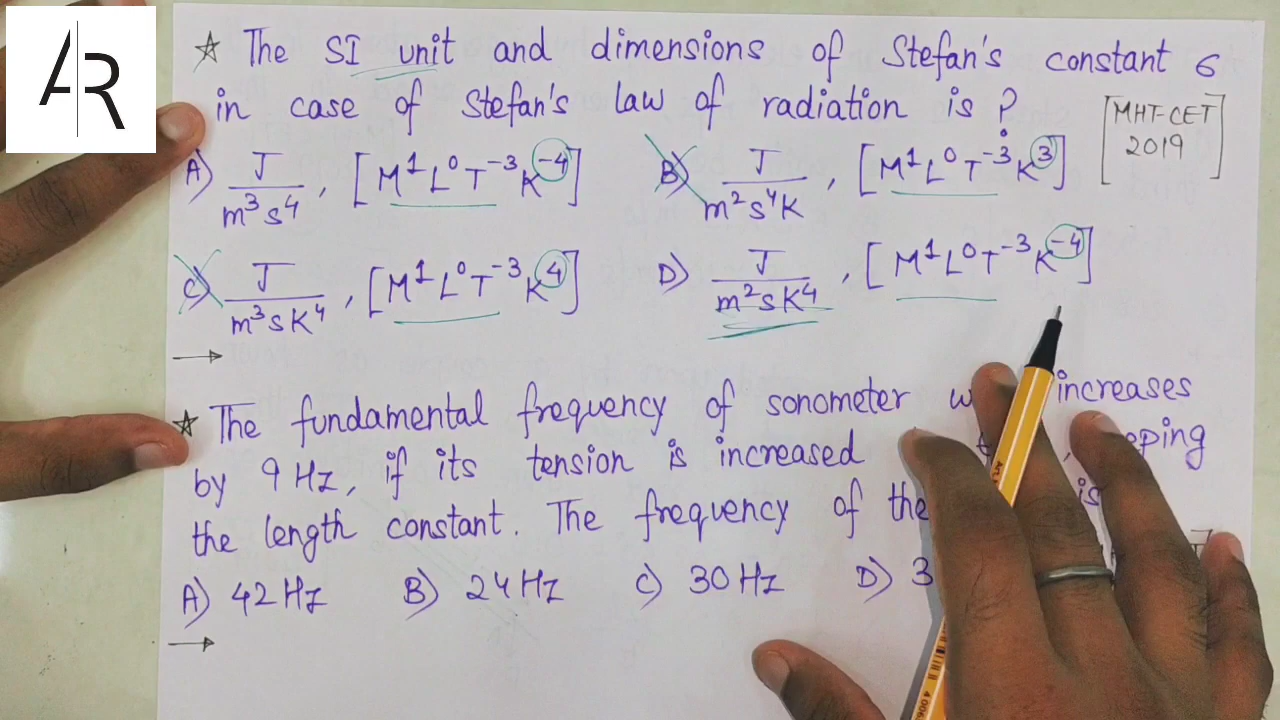 AR
☆ The SI unit and dimensions of Stefan's constant 6
in case of Stefan's law of radiation is ?
[MHT-CET 2019]
A) J/m³s⁴ , [M¹L⁰T⁻³K⁻⁴]
B) J/m²s⁴K , [M¹L⁰T⁻³K³]
C) J/m³sK⁴ , [M¹L⁰T⁻³K⁴]
D) J/m²sK⁴ , [M¹L⁰T⁻³K⁻⁴]
→
☆ The fundamental frequency of sonometer increases
by 9 Hz, if its tension is increased
the length constant. The frequency of the is
A) 42 Hz B) 24 Hz C) 30 Hz D) 3
→